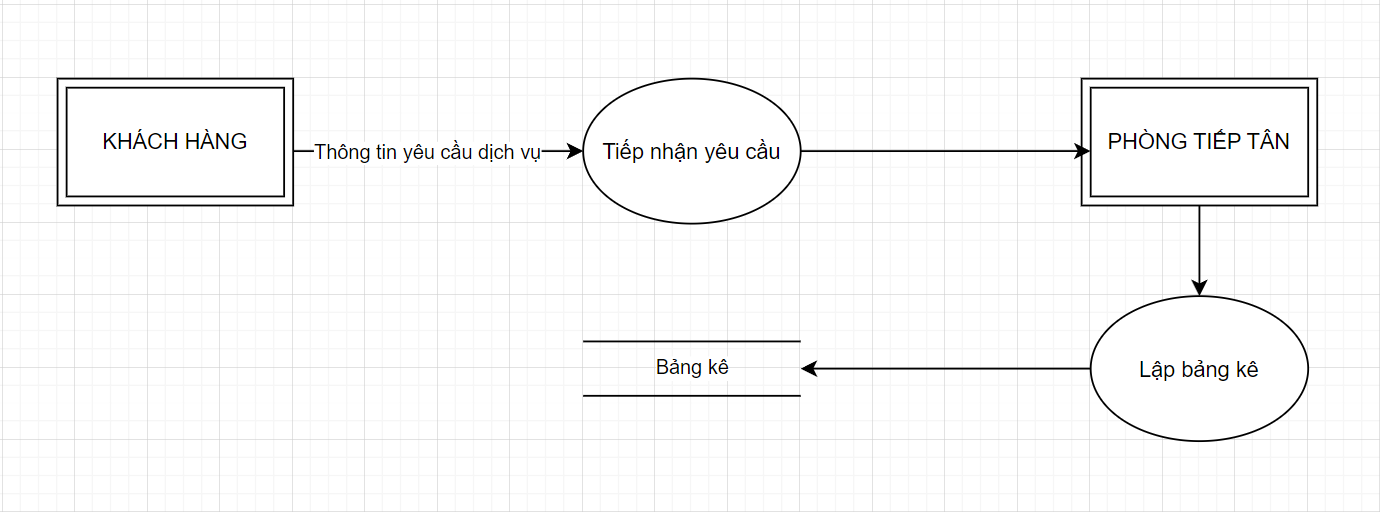 KHÁCH HÀNG
Thông tin yêu cầu dịch vụ
Tiếp nhận yêu cầu
PHÒNG TIẾP TÂN
Bảng kê
Lập bảng kê